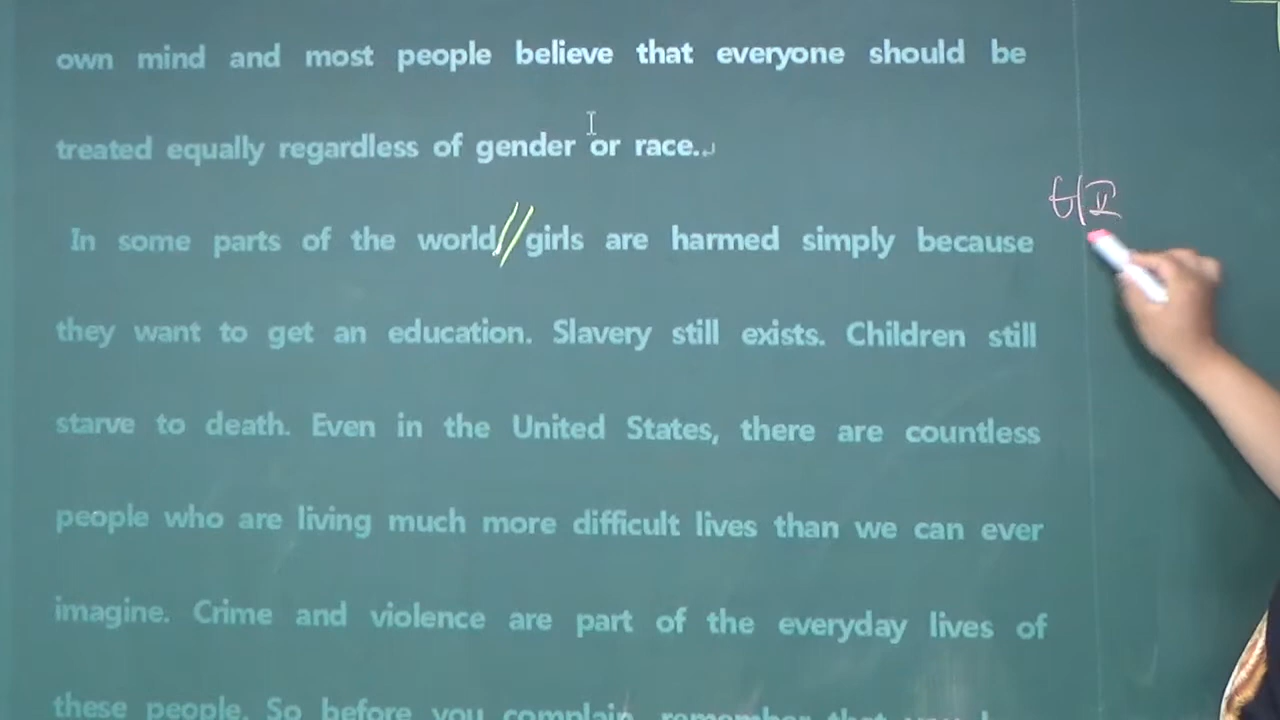 own mind and most people believe that everyone should be
treated equally regardless of gender or race..
In some parts of the world//girls are harmed simply because
they want to get an education. Slavery still exists. Children still
starve to death. Even in the United States, there are countless
people who are living much more difficult lives than we can ever
imagine. Crime and violence are part of the everyday lives of
these people. So before you complain, remember that you